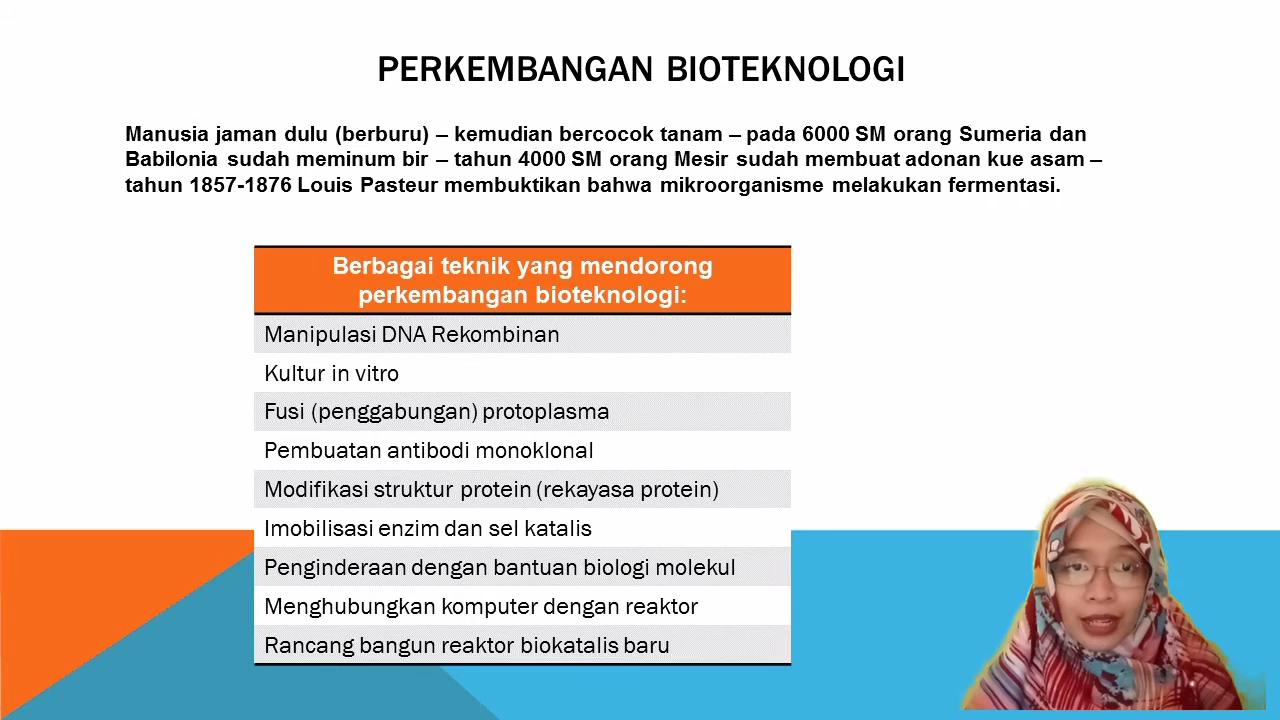 PERKEMBANGAN BIOTEKNOLOGI
Manusia jaman dulu (berburu) – kemudian bercocok tanam – pada 6000 SM orang Sumeria dan
Babilonia sudah meminum bir – tahun 4000 SM orang Mesir sudah membuat adonan kue asam –
tahun 1857-1876 Louis Pasteur membuktikan bahwa mikroorganisme melakukan fermentasi.
Berbagai teknik yang mendorong
perkembangan bioteknologi:
Manipulasi DNA Rekombinan
Kultur in vitro
Fusi (penggabungan) protoplasma
Pembuatan antibodi monoklonal
Modifikasi struktur protein (rekayasa protein)
Imobilisasi enzim dan sel katalis
Penginderaan dengan bantuan biologi molekul
Menghubungkan komputer dengan reaktor
Rancang bangun reaktor biokatalis baru